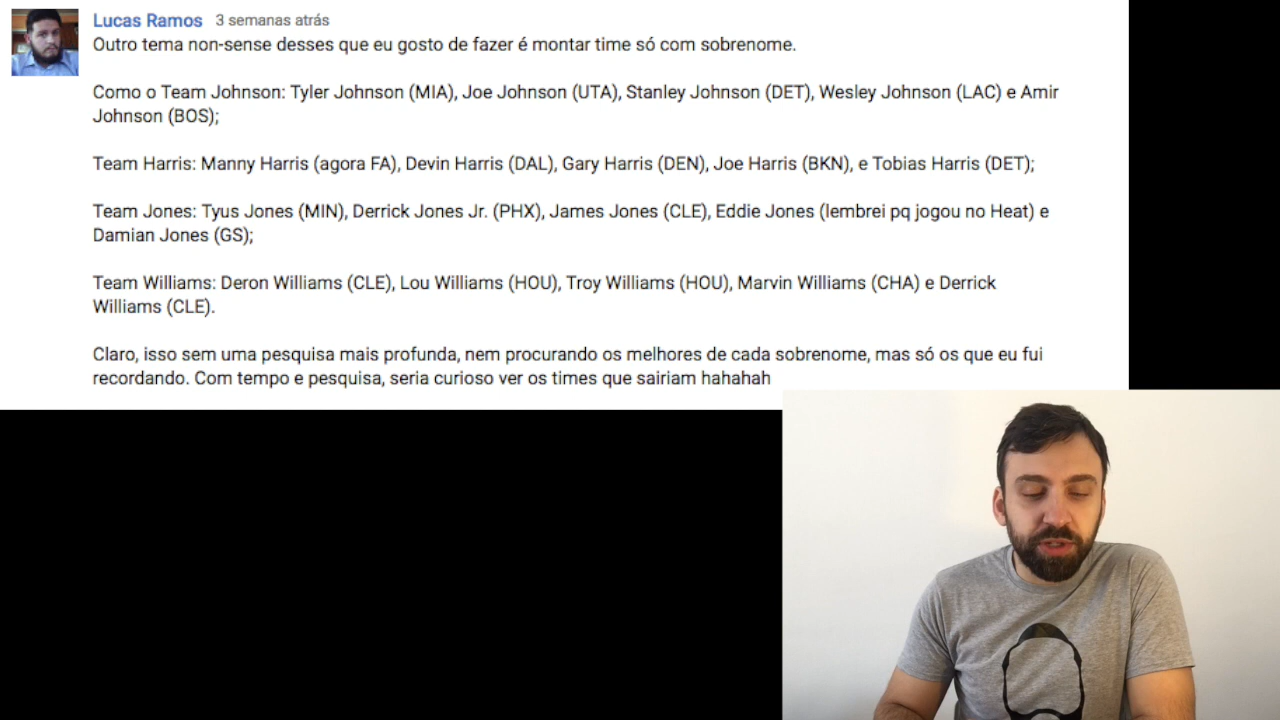 Lucas Ramos 3 semanas atrás
Outro tema non-sense desses que eu gosto de fazer é montar time só com sobrenome.
Como o Team Johnson: Tyler Johnson (MIA), Joe Johnson (UTA), Stanley Johnson (DET), Wesley Johnson (LAC) e Amir
Johnson (BOS);
Team Harris: Manny Harris (agora FA), Devin Harris (DAL), Gary Harris (DEN), Joe Harris (BKN), e Tobias Harris (DET);
Team Jones: Tyus Jones (MIN), Derrick Jones Jr. (PHX), James Jones (CLE), Eddie Jones (lembrei pq jogou no Heat) e
Damian Jones (GS);
Team Williams: Deron Williams (CLE), Lou Williams (HOU), Troy Williams (HOU), Marvin Williams (CHA) e Derrick
Williams (CLE).
Claro, isso sem uma pesquisa mais profunda, nem procurando os melhores de cada sobrenome, mas só os que eu fui
recordando. Com tempo e pesquisa, seria curioso ver os times que sairiam hahahah